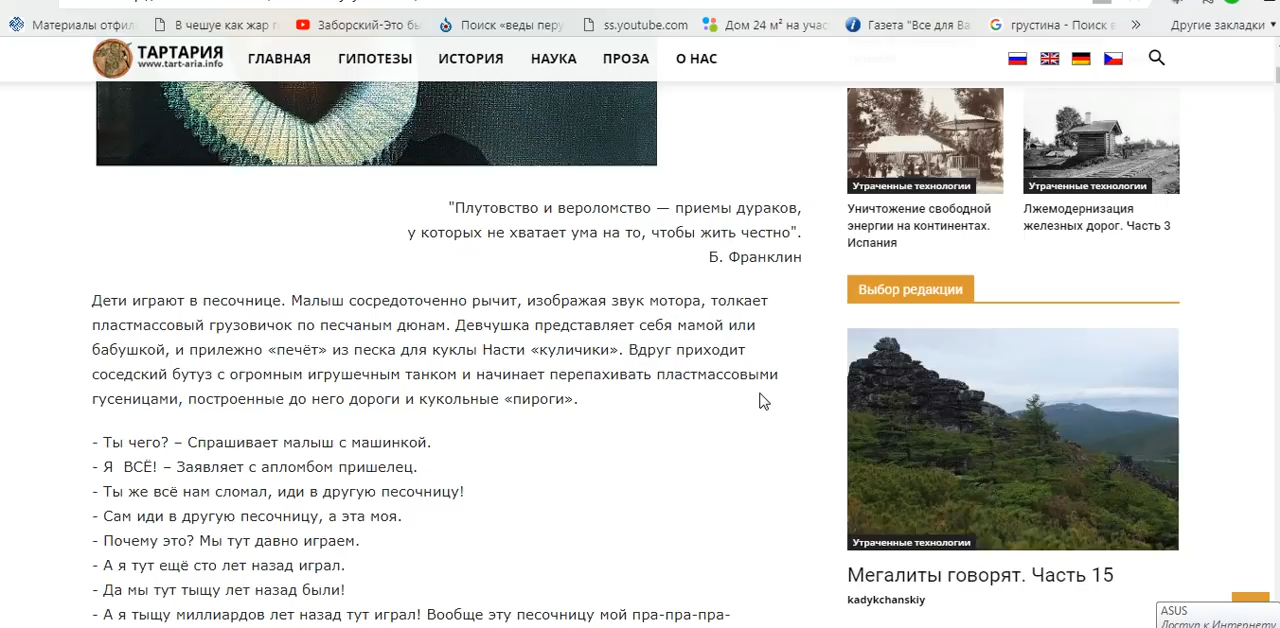 Материалы отфил
В чешуе как жар г
Заборский-Это бы
Поиск «веды перу
ss.youtube.com
Дом 24 м² на учас
Газета "Все для Ва
грустина - Поиск в
»
Другие закладки
ТАРТАРИЯ
www.tart-aria.info
ГЛАВНАЯ
ГИПОТЕЗЫ
ИСТОРИЯ
НАУКА
ПРОЗА
О НАС
"Плутовство и вероломство — приемы дураков,
у которых не хватает ума на то, чтобы жить честно".
Б. Франклин
Дети играют в песочнице. Малыш сосредоточенно рычит, изображая звук мотора, толкает
пластмассовый грузовичок по песчаным дюнам. Девчушка представляет себя мамой или
бабушкой, и прилежно «печёт» из песка для куклы Насти «куличики». Вдруг приходит
соседский бутуз с огромным игрушечным танком и начинает перепахивать пластмассовыми
гусеницами, построенные до него дороги и кукольные «пироги».
- Ты чего? – Спрашивает малыш с машинкой.
- Я ВСЁ! – Заявляет с апломбом пришелец.
- Ты же всё нам сломал, иди в другую песочницу!
- Сам иди в другую песочницу, а эта моя.
- Почему это? Мы тут давно играем.
- А я тут ещё сто лет назад играл.
- Да мы тут тыщу лет назад были!
- А я тыщу миллиардов лет назад тут играл! Вообще эту песочницу мой пра-пра-пра-
Утраченные технологии
Уничтожение свободной
энергии на континентах.
Испания
Утраченные технологии
Лжемодернизация
железных дорог. Часть 3
Выбор редакции
Утраченные технологии
Мегалиты говорят. Часть 15
kadykchanskiy
ASUS
Доступ к Интернету